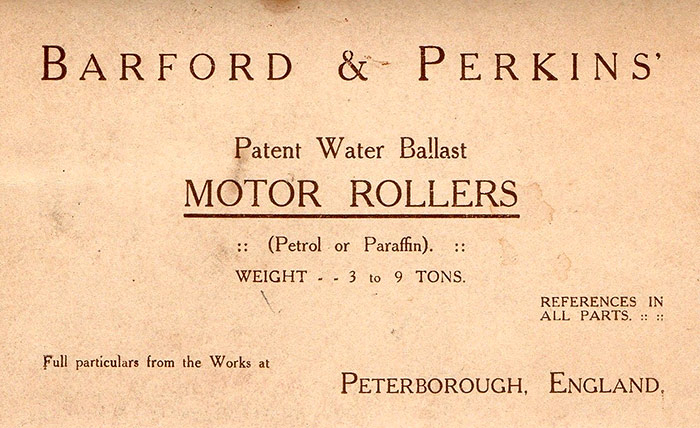 BARFORD & PERKINS'
Patent Water Ballast
MOTOR ROLLERS
:: (Petrol or Paraffin). ::
WEIGHT - - 3 to 9 TONS.
REFERENCES IN
ALL PARTS. :: ::
Full particulars from the Works at
PETERBOROUGH, ENGLAND.